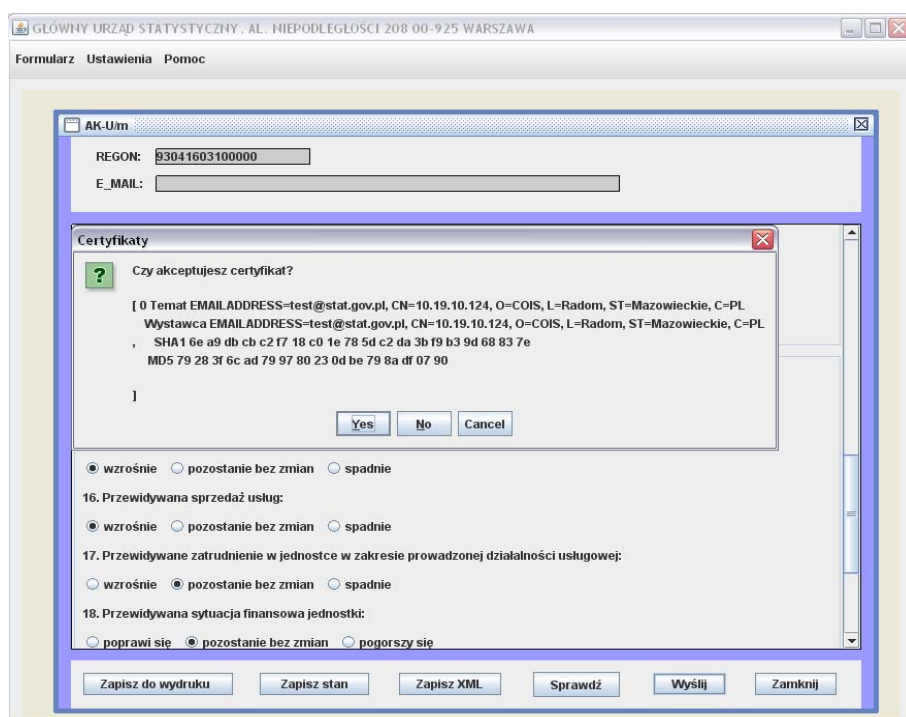 GLÓWNY URZĄD STATYSTYCZNY, AL. NIEPODLEGLOŚCI 208 00-925 WARSZAWA
Formularz Ustawienia Pomoc
AK-U/m
REGON: 93041603100000
E_MAIL:
Certyfikaty
Czy akceptujesz certyfikat?
[ 0 Temat EMAILADDRESS=test@stat.gov.pl, CN=10.19.10.124, O=COIS, L=Radom, ST=Mazowieckie, C=PL
Wystawca EMAILADDRESS=test@stat.gov.pl, CN=10.19.10.124, O=COIS, L=Radom, ST=Mazowieckie, C=PL
, SHA1 6e a9 db cb c2 f7 18 c0 1e 78 5d c2 da 3b f9 b3 9d 68 83 7e
MD5 79 28 3f 6c ad 79 97 80 23 0d be 79 8a df 07 90
]
Yes No Cancel
wzrośnie pozostanie bez zmian spadnie
16. Przewidywana sprzedaż usług:
wzrośnie pozostanie bez zmian spadnie
17. Przewidywane zatrudnienie w jednostce w zakresie prowadzonej działalności usługowej:
wzrośnie pozostanie bez zmian spadnie
18. Przewidywana sytuacja finansowa jednostki:
poprawi się pozostanie bez zmian pogorszy się
Zapisz do wydruku Zapisz stan Zapisz XML Sprawdź Wyślij Zamknij